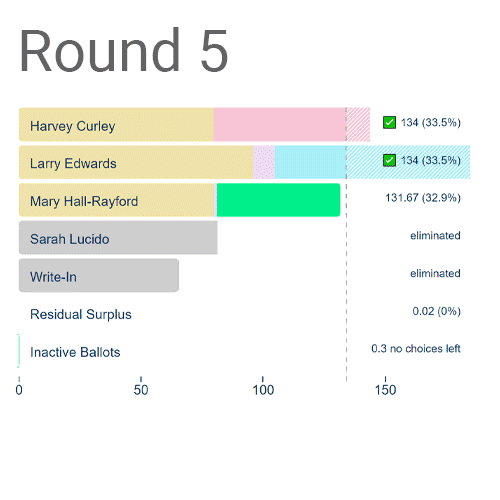 Round 5
Harvey Curley ✅ 134 (33.5%)
Larry Edwards ✅ 134 (33.5%)
Mary Hall-Rayford 131.67 (32.9%)
Sarah Lucido eliminated
Write-In eliminated
Residual Surplus 0.02 (0%)
Inactive Ballots 0.3 no choices left
0 50 100 150